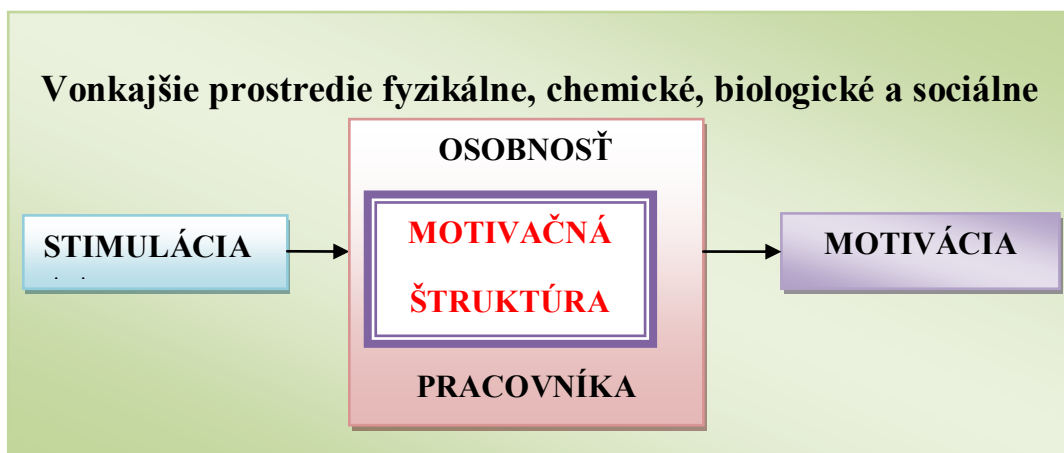 Vonkajšie prostredie fyzikálne, chemické, biologické a sociálne
OSOBNOSŤ
STIMULÁCIA
MOTIVAČNÁ
ŠTRUKTÚRA
MOTIVÁCIA
PRACOVNÍKA